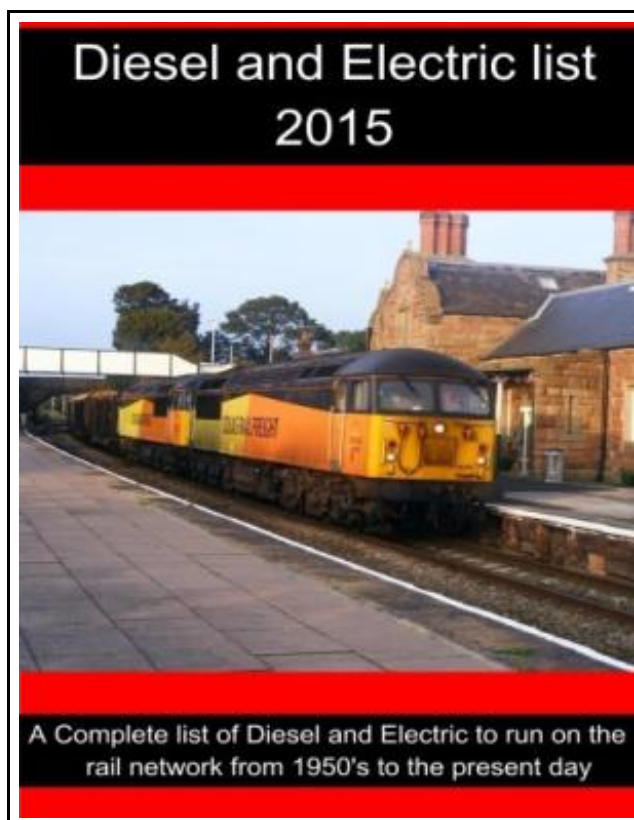 Diesel and Electric list
2015
COLAS RAIL FREIGHT
A Complete list of Diesel and Electric to run on the
rail network from 1950's to the present day